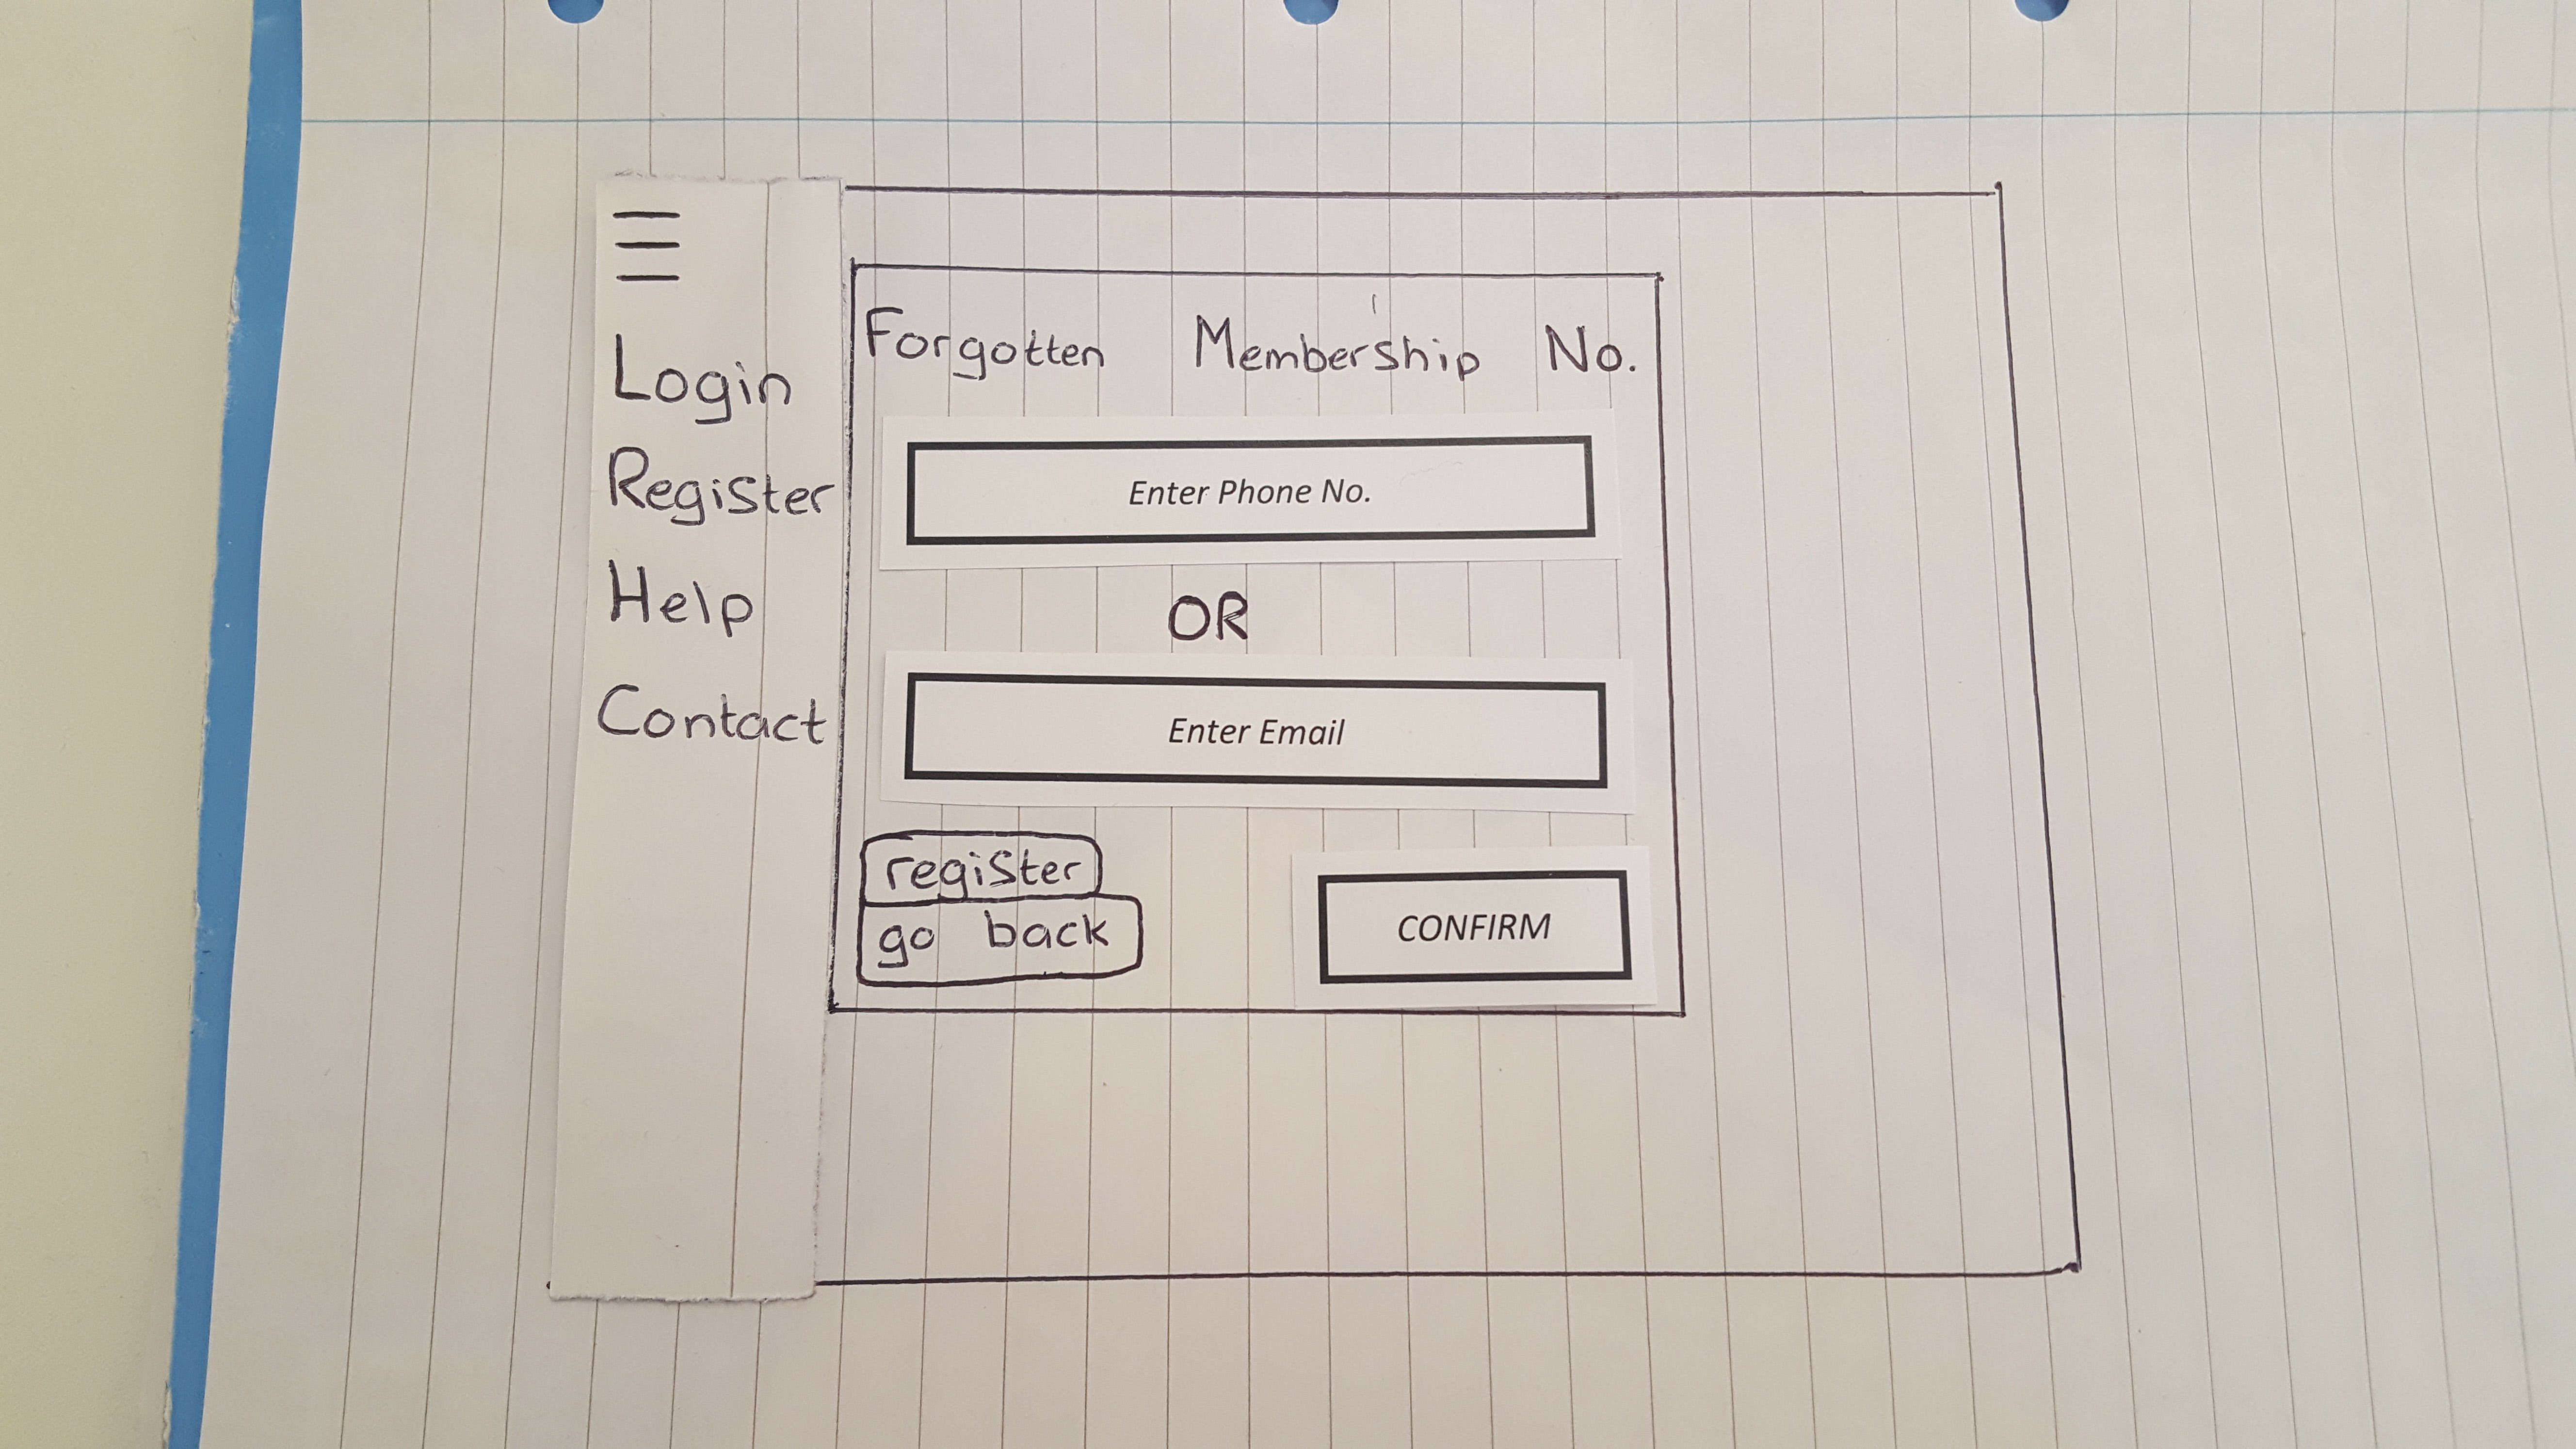 Login
Register
Help
Contact
Forgotten Membership No.
Enter Phone No.
OR
Enter Email
register
go back
CONFIRM